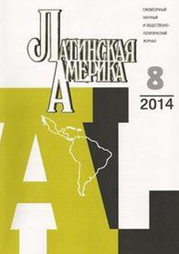 ЕЖЕМЕСЯЧНЫЙ
НАУЧНЫЙ
И ОБЩЕСТВЕННО-
ПОЛИТИЧЕСКИЙ
ЖУРНАЛ
ЛАТИНСКАЯ
АМЕРИКА
8
2014
AL